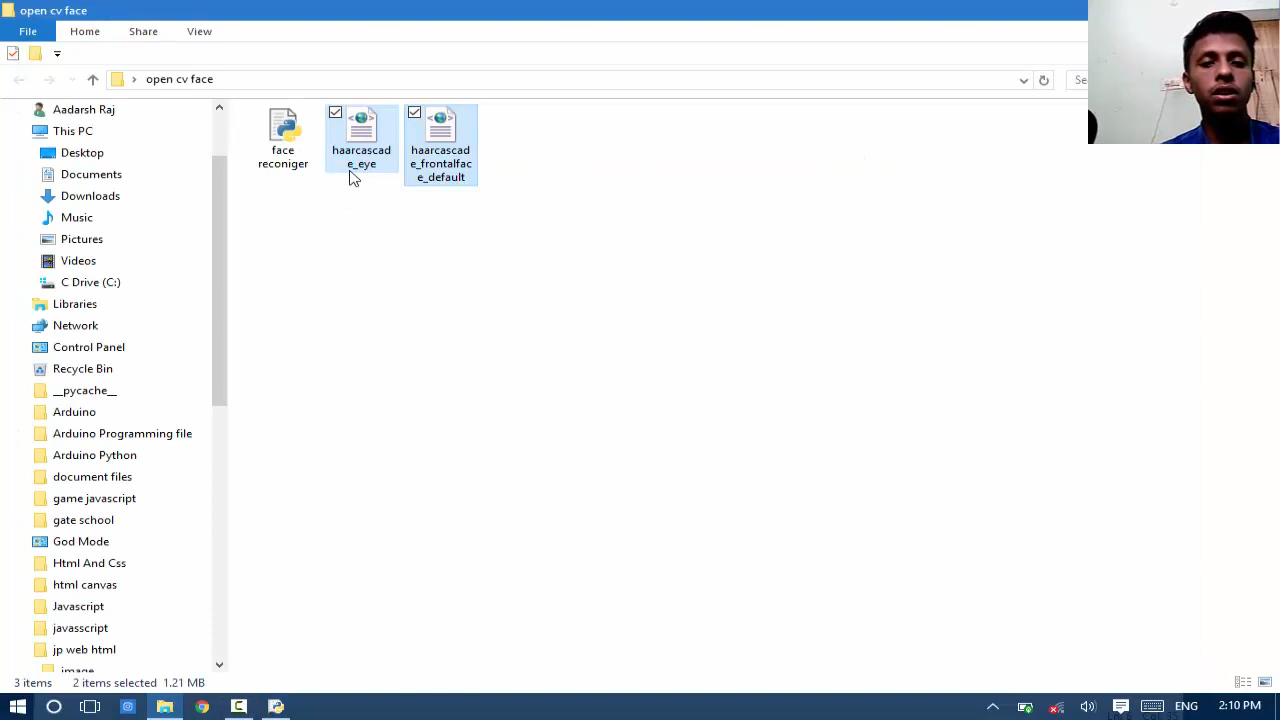 open cv face
File Home Share View
open cv face Se
Aadarsh Raj
This PC
Desktop
Documents
Downloads
Music
Pictures
Videos
C Drive (C:)
Libraries
Network
Control Panel
Recycle Bin
__pycache__
Arduino
Arduino Programming file
Arduino Python
document files
game javascript
gate school
God Mode
Html And Css
html canvas
Javascript
javasscript
jp web html
image
face
reconiger
haarcascad
e_eye
haarcascad
e_frontalfac
e_default
3 items 2 items selected 1.21 MB
ENG 2:10 PM